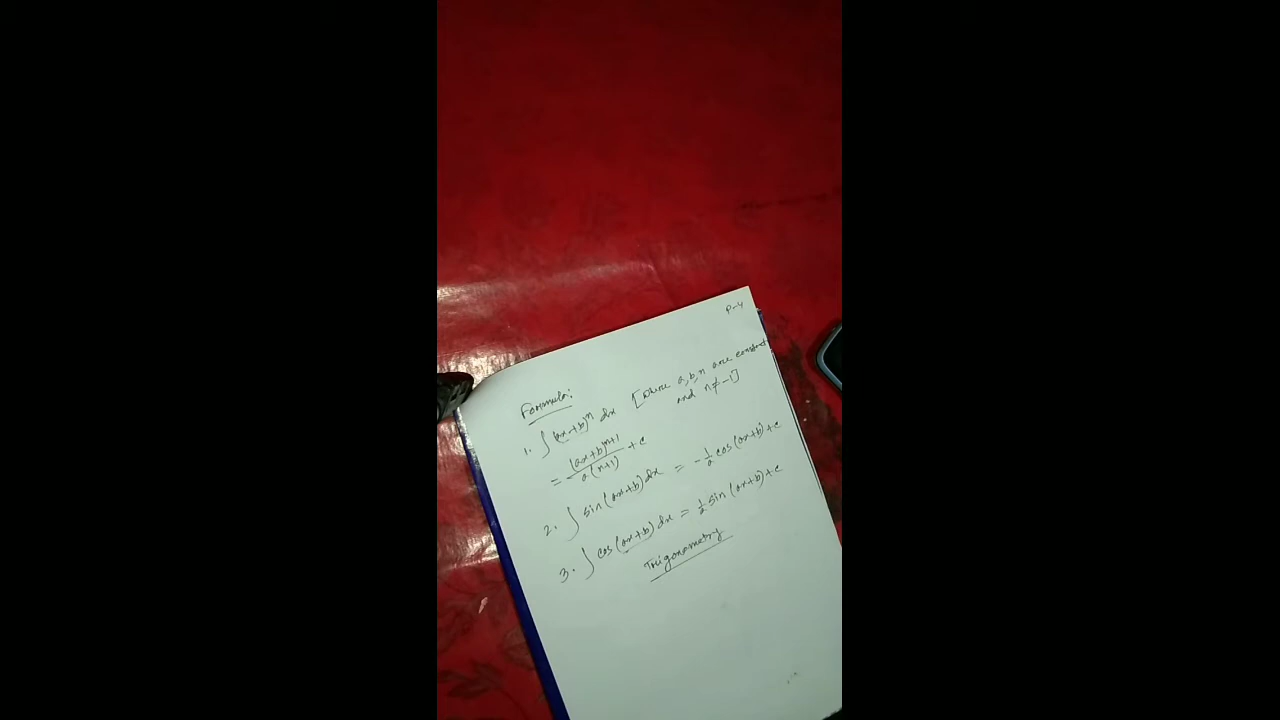 P-4
Formula:
1. ∫(ax+b)ⁿ dx [Where a,b,n are constant
and n≠-1]
= (ax+b)ⁿ⁺¹/a(n+1) + c
2. ∫ sin(ax+b)dx = -1/a cos(ax+b)+c
3. ∫ cos(ax+b)dx = 1/a sin(ax+b)+c
Trigonometry